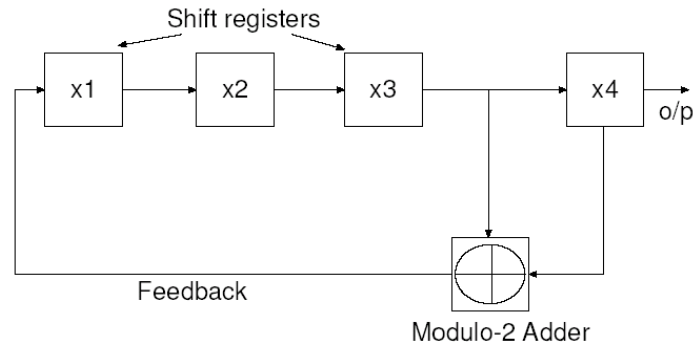 Shift registers
x1
x2
x3
x4
o/p
Feedback
Modulo-2 Adder